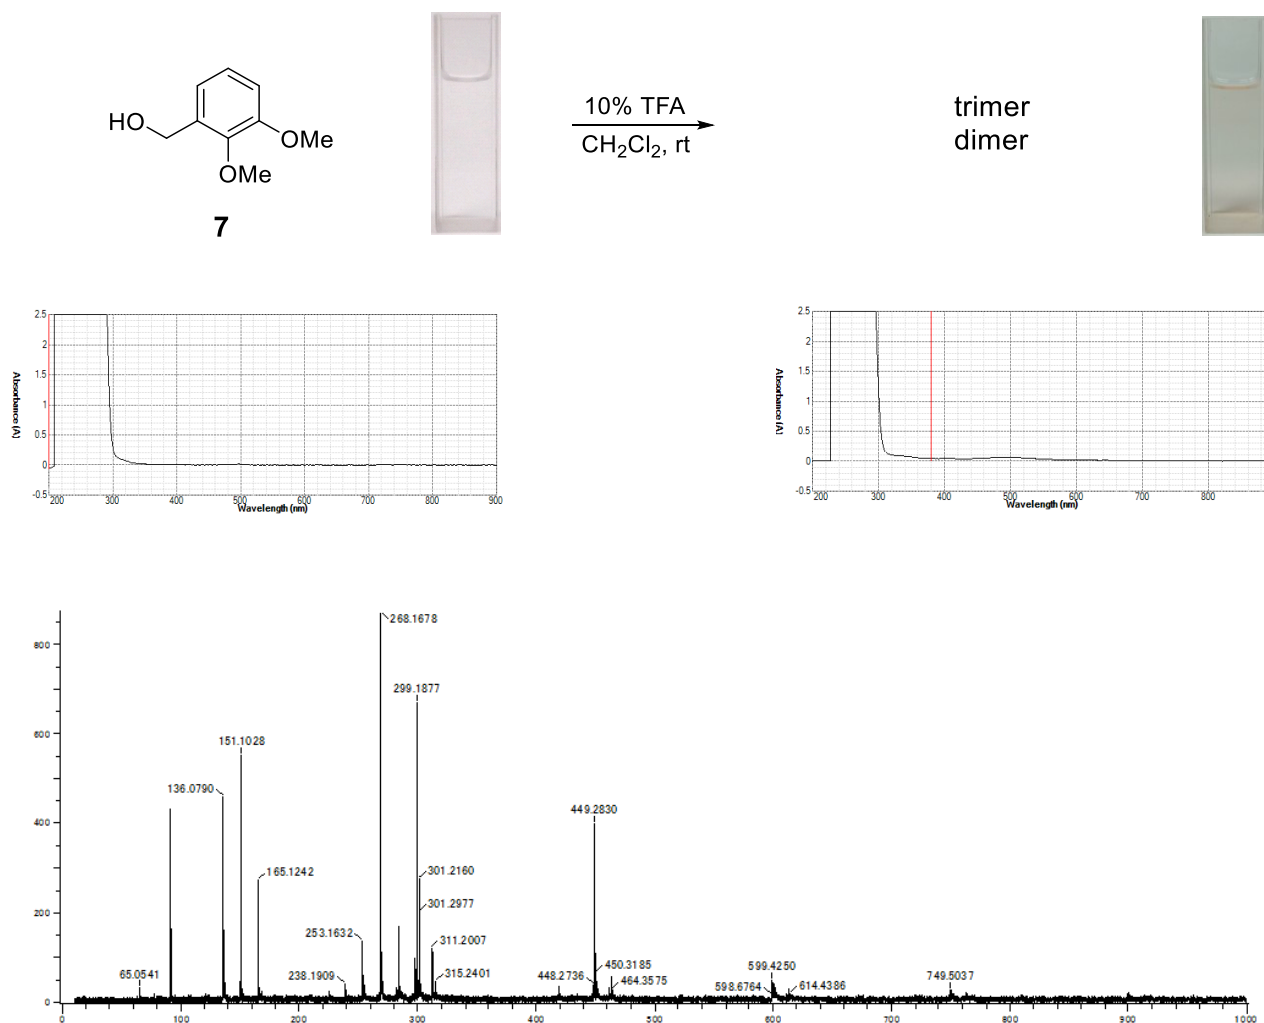 HO
OMe
OMe
7
10% TFA
CH2Cl2, rt
trimer
dimer
2.5
2
1.5
1
0.5
0
-0.5
Absorbance (A)
200 300 400 500 600 700 800 900
Wavelength (nm)
2.5
2
1.5
1
0.5
0
-0.5
Absorbance (A)
200 300 400 500 600 700 800
Wavelength (nm)
800
600
400
200
0
268.1678
299.1877
151.1028
136.0790
449.2830
165.1242
301.2160
301.2977
253.1632
311.2007
65.0541
238.1909
315.2401
448.2736
450.3185
464.3575
599.4250
598.6764
614.4386
749.5037
0 100 200 300 400 500 600 700 800 900 1000